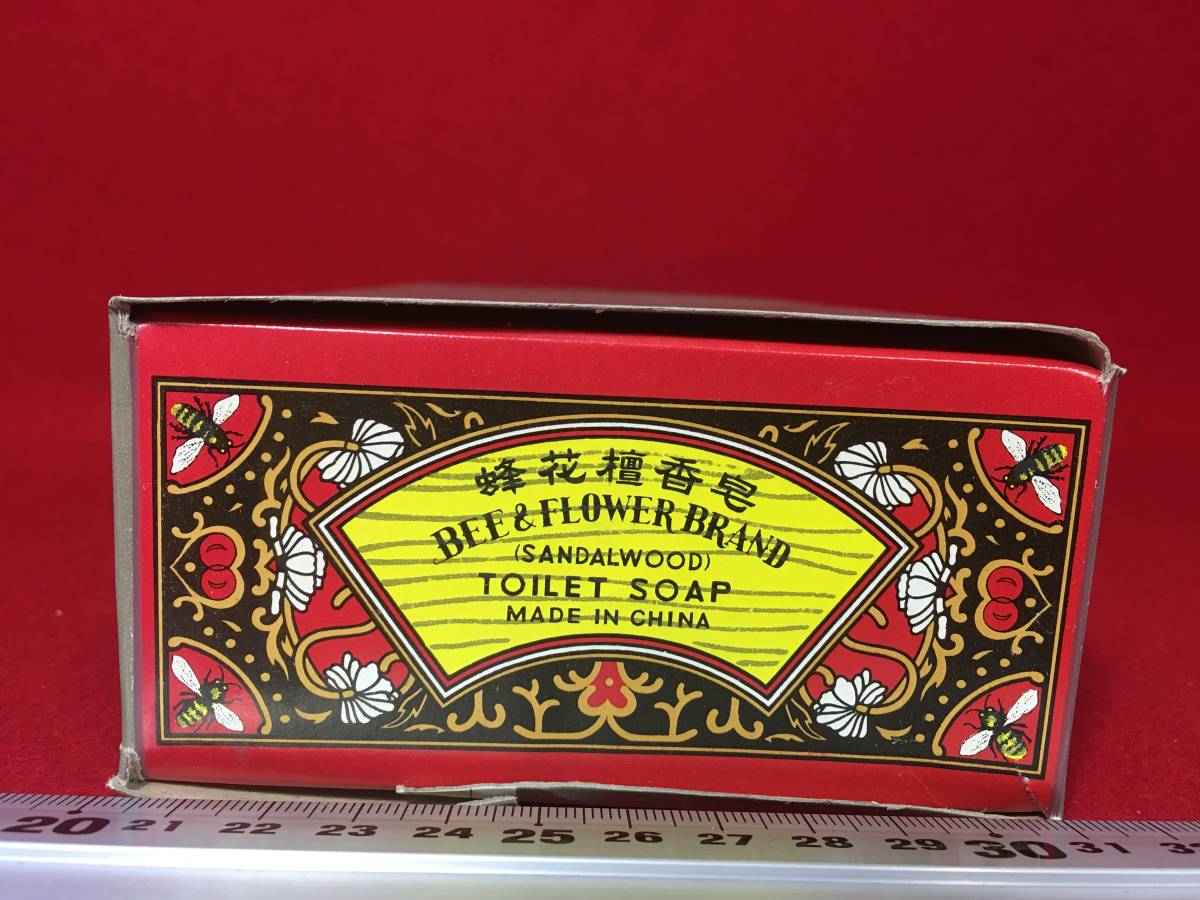 蜂花檀香皂
BEE & FLOWER BRAND
(SANDALWOOD)
TOILET SOAP
MADE IN CHINA
20 21 22 23 24 25 26 27 28 29 30 31